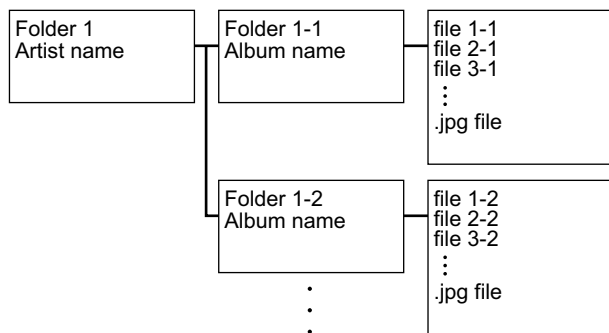 Folder 1
Artist name
Folder 1-1
Album name
file 1-1
file 2-1
file 3-1
.jpg file
Folder 1-2
Album name
file 1-2
file 2-2
file 3-2
.jpg file